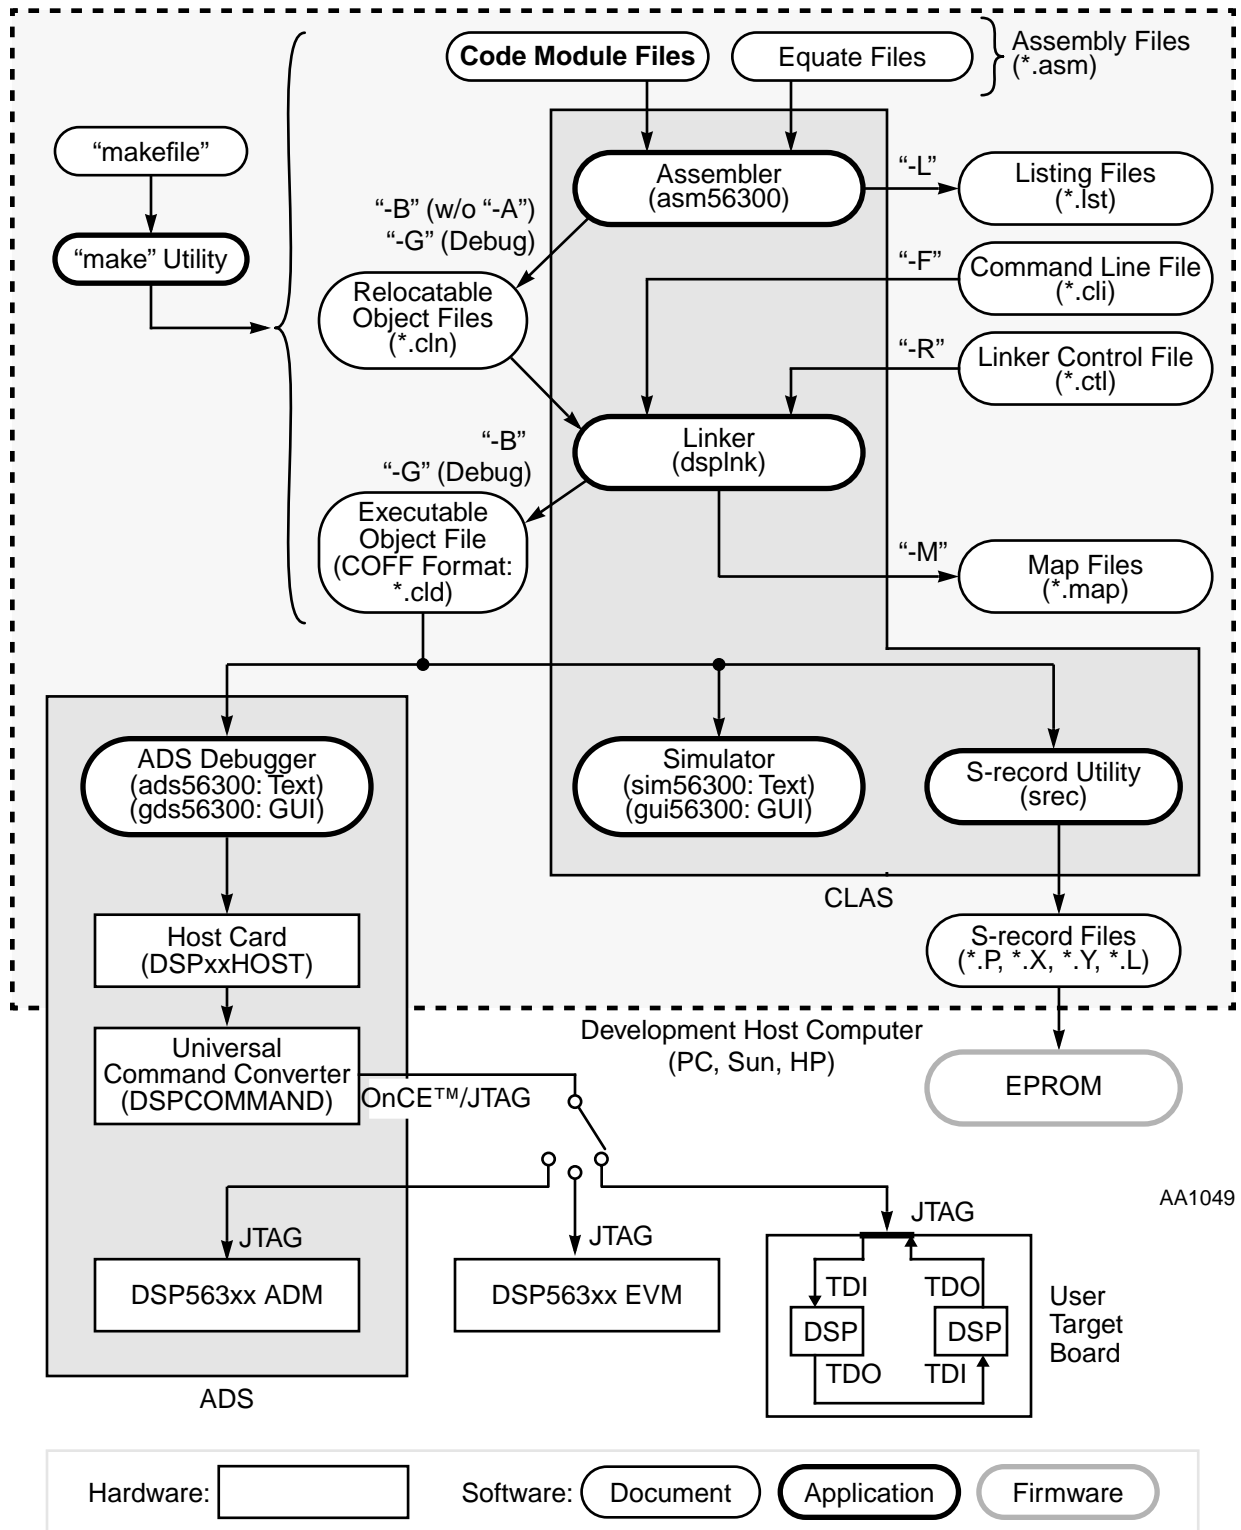 Code Module Files
Equate Files
Assembly Files
(*.asm)
“makefile”
“make” Utility
Assembler
(asm56300)
“-L”
Listing Files
(*.lst)
“-B” (w/o “-A”)
“-G” (Debug)
“-F”
Command Line File
(*.cli)
Relocatable
Object Files
(*.cln)
“-R”
Linker Control File
(*.ctl)
Linker
(dsplnk)
“-B”
“-G” (Debug)
Executable
Object File
(COFF Format:
*.cld)
“-M”
Map Files
(*.map)
ADS Debugger
(ads56300: Text)
(gds56300: GUI)
Simulator
(sim56300: Text)
(gui56300: GUI)
S-record Utility
(srec)
CLAS
Host Card
(DSPxxHOST)
S-record Files
(*.P, *.X, *.Y, *.L)
Development Host Computer
(PC, Sun, HP)
Universal
Command Converter
(DSPCOMMAND)
OnCE™/JTAG
EPROM
AA1049
JTAG
JTAG
JTAG
DSP563xx ADM
DSP563xx EVM
TDI
TDO
DSP
DSP
TDO
TDI
User
Target
Board
ADS
Hardware:
Software:
Document
Application
Firmware